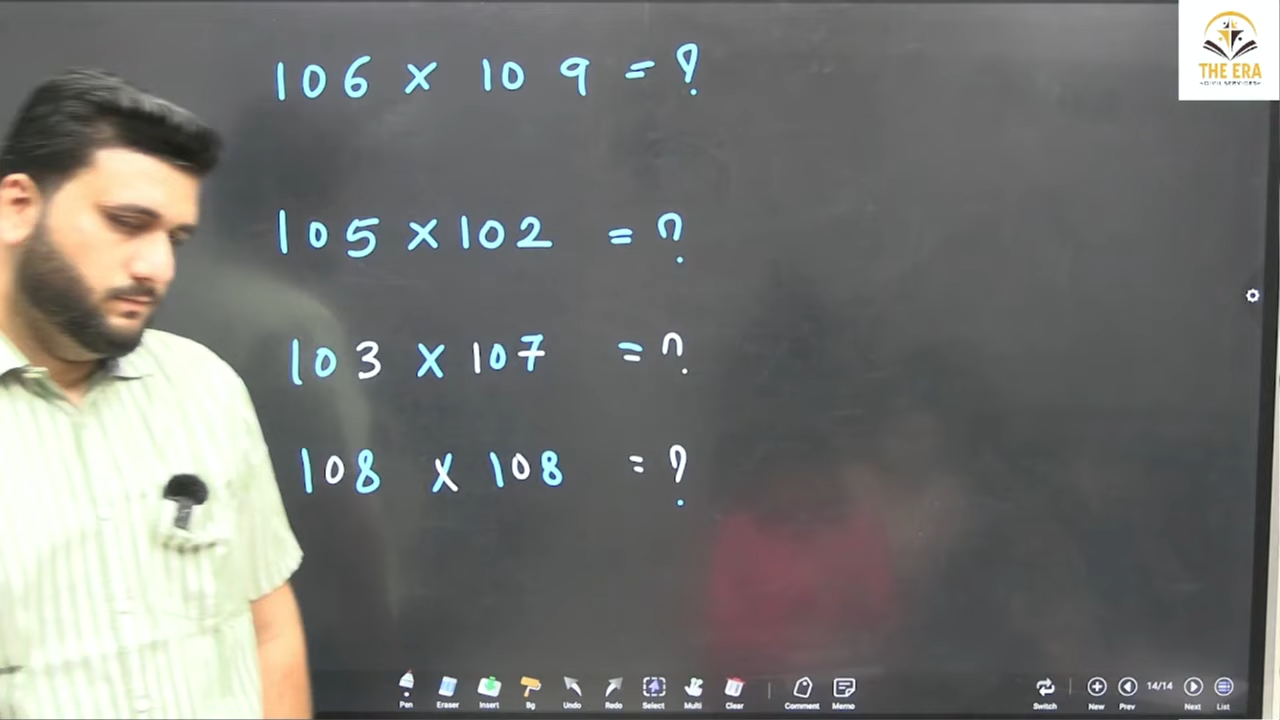 106 × 109 = ?
THE ERA
105 × 102 = ?
103 × 107 = ?
108 × 108 = ?
Pen Eraser Insert Bg Undo Redo Select Multi Clear Comment Memo Switch New Prev 14/14 Next List